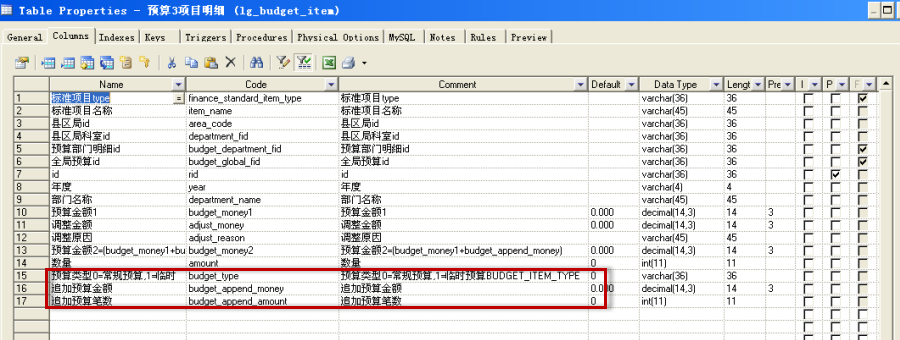 Table Properties - 预算3项目明细 (lg_budget_item)
General Columns Indexes Keys Triggers Procedures Physical Options MySQL Notes Rules Preview
Name Code Comment Default Data Type Lengt Pre I P F
1 标准项目type = finance_standard_item_type 标准项目type varchar(36) 36
2 标准项目名称 item_name 标准项目名称 varchar(45) 45
3 县区局id area_code 县区局id varchar(36) 36
4 县区局科室id department_fid 县区局科室id varchar(36) 36
5 预算部门明细id budget_department_fid 预算部门明细id varchar(36) 36
6 全局预算id budget_global_fid 全局预算id varchar(36) 36
7 id rid id varchar(36) 36
8 年度 year 年度 varchar(4) 4
9 部门名称 department_name 部门名称 varchar(45) 45
10 预算金额1 budget_money1 预算金额1 0.000 decimal(14,3) 14 3
11 调整金额 adjust_money 调整金额 0.000 decimal(14,3) 14 3
12 调整原因 adjust_reason 调整原因 varchar(45) 45
13 预算金额2=(budget_money1+bu budget_money2 预算金额2=(budget_money1+budget_append_money) 0.000 decimal(14,3) 14 3
14 数量 amount 数量 int(11) 11
15 预算类型0=常规预算,1=临时 budget_type 预算类型0=常规预算,1=临时预算BUDGET_ITEM_TYPE 0 varchar(36) 36
16 追加预算金额 budget_append_money 追加预算金额 0.000 decimal(14,3) 14 3
17 追加预算笔数 budget_append_amount 追加预算笔数 0 int(11) 11